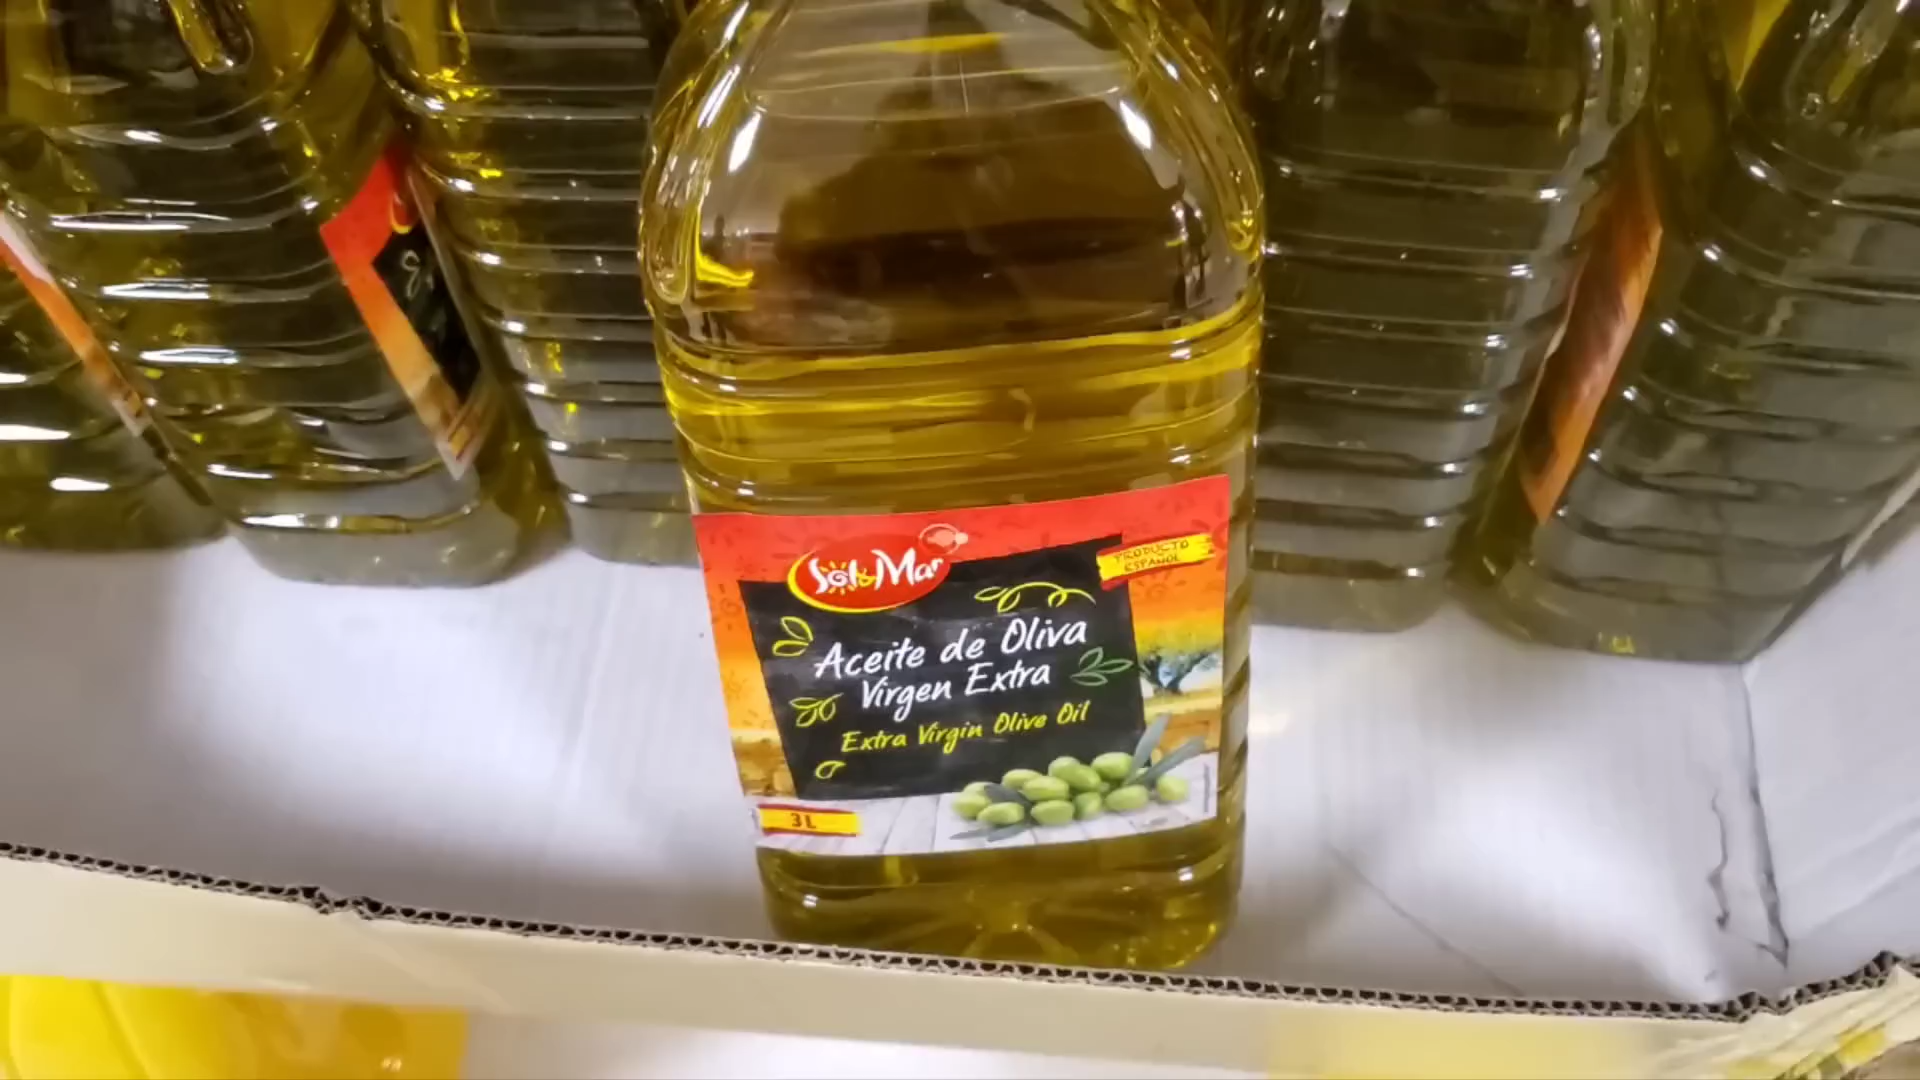 Sol&Mar
PRODUCTO
ESPAÑOL
Aceite de Oliva
Virgen Extra
Extra Virgin Olive Oil
3L